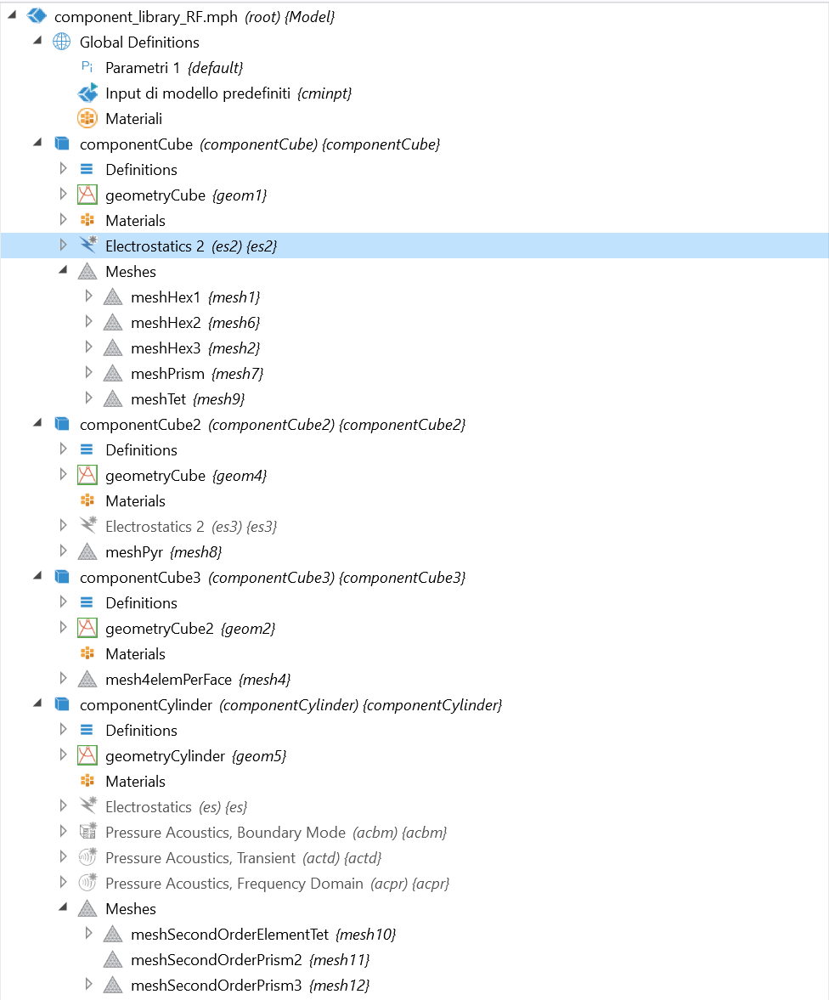 component_library_RF.mph (root) {Model}
Global Definitions
Pi Parametri 1 {default}
Input di modello predefiniti {cminpt}
Materiali
componentCube (componentCube) {componentCube}
Definitions
geometryCube {geom1}
Materials
Electrostatics 2 (es2) {es2}
Meshes
meshHex1 {mesh1}
meshHex2 {mesh6}
meshHex3 {mesh2}
meshPrism {mesh7}
meshTet {mesh9}
componentCube2 (componentCube2) {componentCube2}
Definitions
geometryCube {geom4}
Materials
Electrostatics 2 (es3) {es3}
meshPyr {mesh8}
componentCube3 (componentCube3) {componentCube3}
Definitions
geometryCube2 {geom2}
Materials
mesh4elemPerFace {mesh4}
componentCylinder (componentCylinder) {componentCylinder}
Definitions
geometryCylinder {geom5}
Materials
Electrostatics (es) {es}
Pressure Acoustics, Boundary Mode (acbm) {acbm}
Pressure Acoustics, Transient (actd) {actd}
Pressure Acoustics, Frequency Domain (acpr) {acpr}
Meshes
meshSecondOrderElementTet {mesh10}
meshSecondOrderPrism2 {mesh11}
meshSecondOrderPrism3 {mesh12}